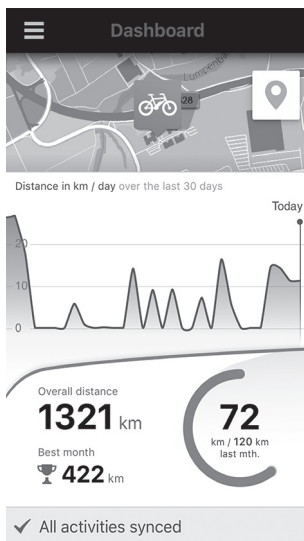 Dashboard
Lumpenb
28
Distance in km / day over the last 30 days
Today
20
10
0
Overall distance
1321 km
Best month
422 km
72
km / 120 km
last mth.
All activities synced